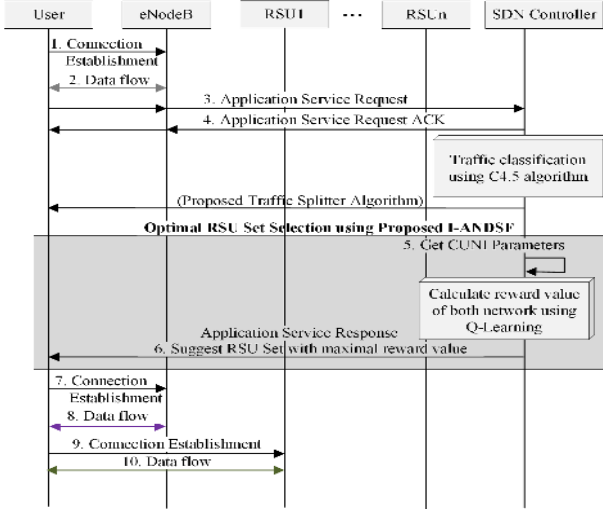 User eNodeB RSU1 ... RSUn SDN Controller
1. Connection
Establishment
2. Data flow
3. Application Service Request
4. Application Service Request ACK
Traffic classification
using C4.5 algorithm
(Proposed Traffic Splitter Algorithm)
Optimal RSU Set Selection using Proposed I-ANDSF
5. Get CUNI Parameters
Calculate reward value
of both network using
Q-Learning
Application Service Response
6. Suggest RSU Set with maximal reward value
7. Connection
Establishment
8. Data flow
9. Connection Establishment
10. Data flow